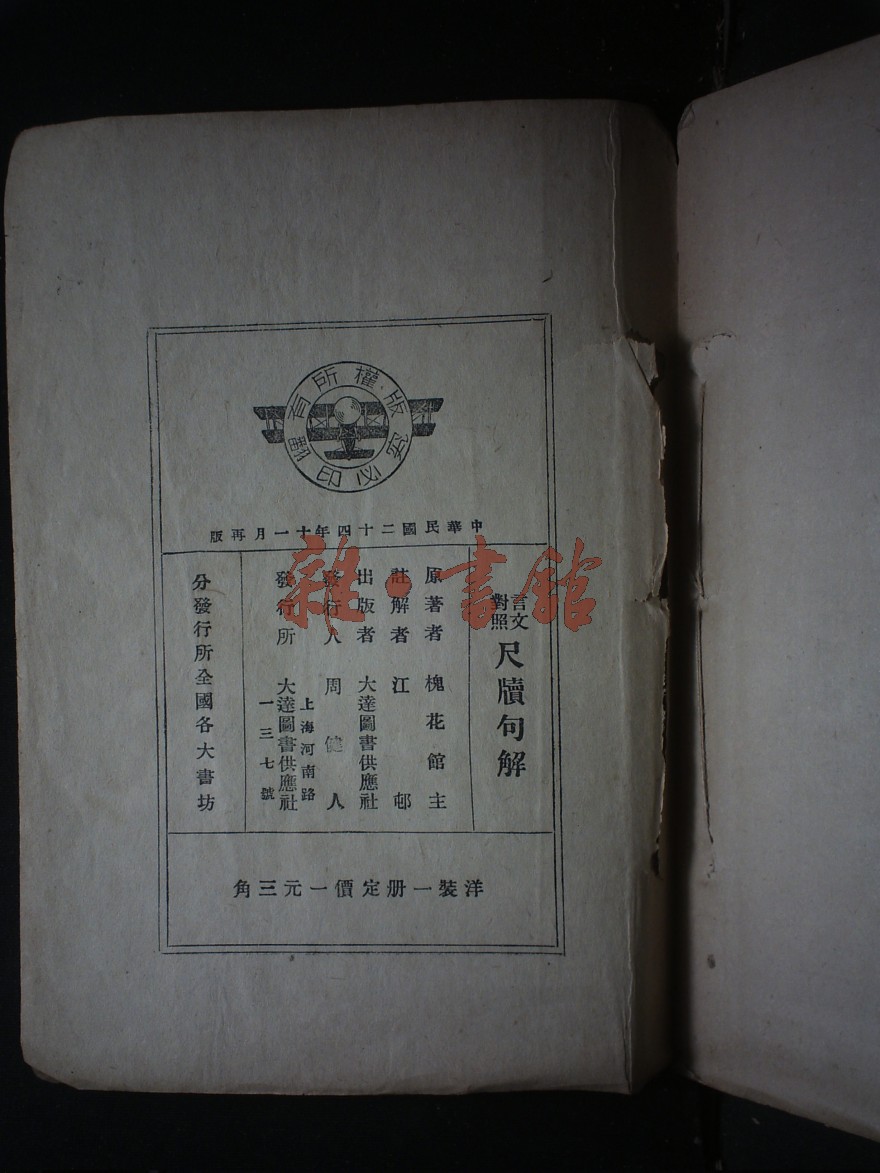 版權所有
翻印必究
中華民國二十四年十一月再版
言文對照
尺牘句解
原著者 槐花館主
註解者 江邨
出版者 大達圖書供應社
發行人 周健人
發行所 上海河南路一三七號
大達圖書供應社
分發行所全國各大書坊
洋裝一册定價一元三角
雜·書館